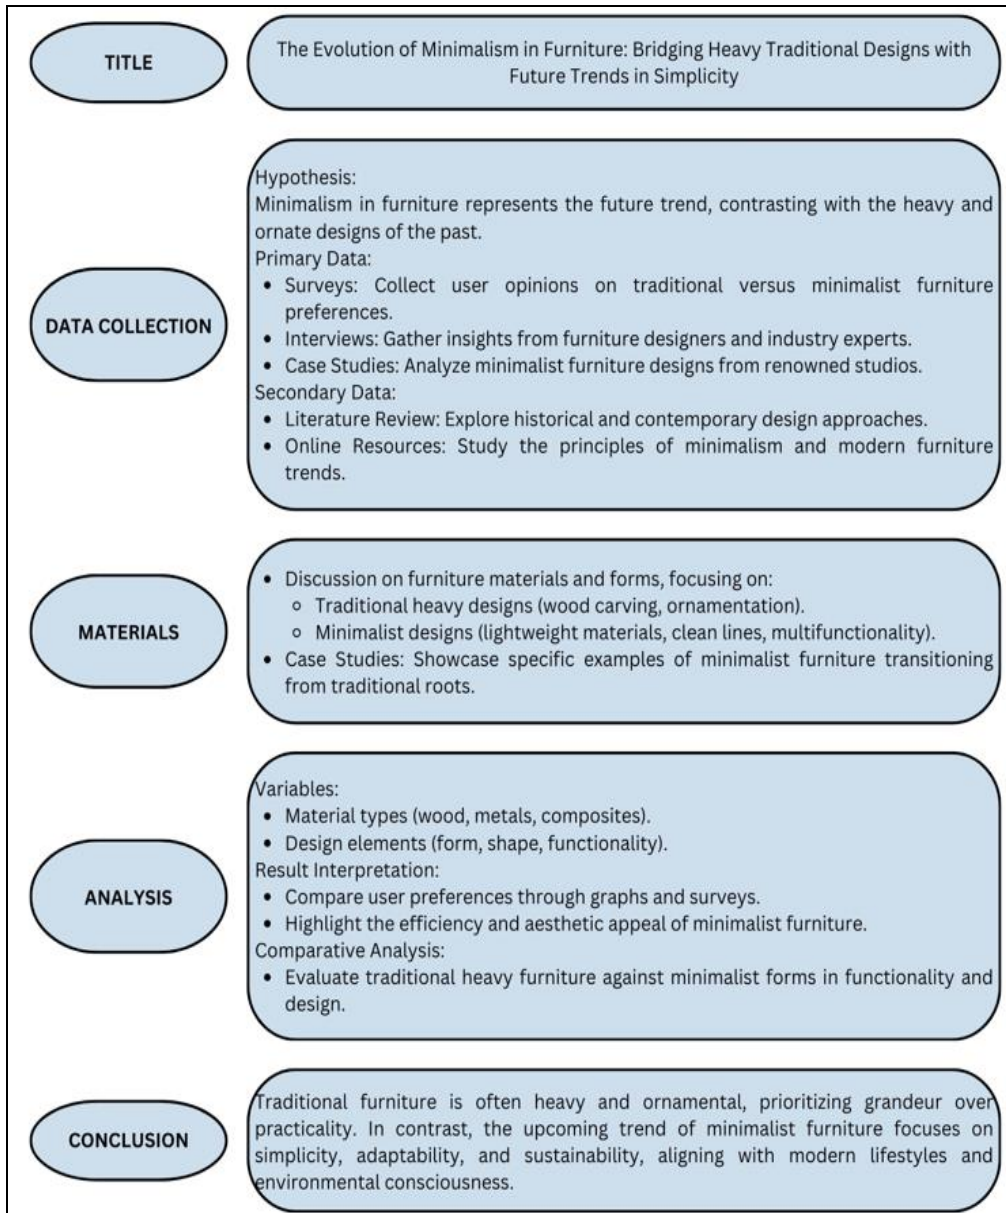 TITLE
The Evolution of Minimalism in Furniture: Bridging Heavy Traditional Designs with
Future Trends in Simplicity
DATA COLLECTION
Hypothesis:
Minimalism in furniture represents the future trend, contrasting with the heavy and
ornate designs of the past.
Primary Data:
• Surveys: Collect user opinions on traditional versus minimalist furniture
preferences.
• Interviews: Gather insights from furniture designers and industry experts.
• Case Studies: Analyze minimalist furniture designs from renowned studios.
Secondary Data:
• Literature Review: Explore historical and contemporary design approaches.
• Online Resources: Study the principles of minimalism and modern furniture
trends.
MATERIALS
• Discussion on furniture materials and forms, focusing on:
○ Traditional heavy designs (wood carving, ornamentation).
○ Minimalist designs (lightweight materials, clean lines, multifunctionality).
• Case Studies: Showcase specific examples of minimalist furniture transitioning
from traditional roots.
ANALYSIS
Variables:
• Material types (wood, metals, composites).
• Design elements (form, shape, functionality).
Result Interpretation:
• Compare user preferences through graphs and surveys.
• Highlight the efficiency and aesthetic appeal of minimalist furniture.
Comparative Analysis:
• Evaluate traditional heavy furniture against minimalist forms in functionality and
design.
CONCLUSION
Traditional furniture is often heavy and ornamental, prioritizing grandeur over
practicality. In contrast, the upcoming trend of minimalist furniture focuses on
simplicity, adaptability, and sustainability, aligning with modern lifestyles and
environmental consciousness.